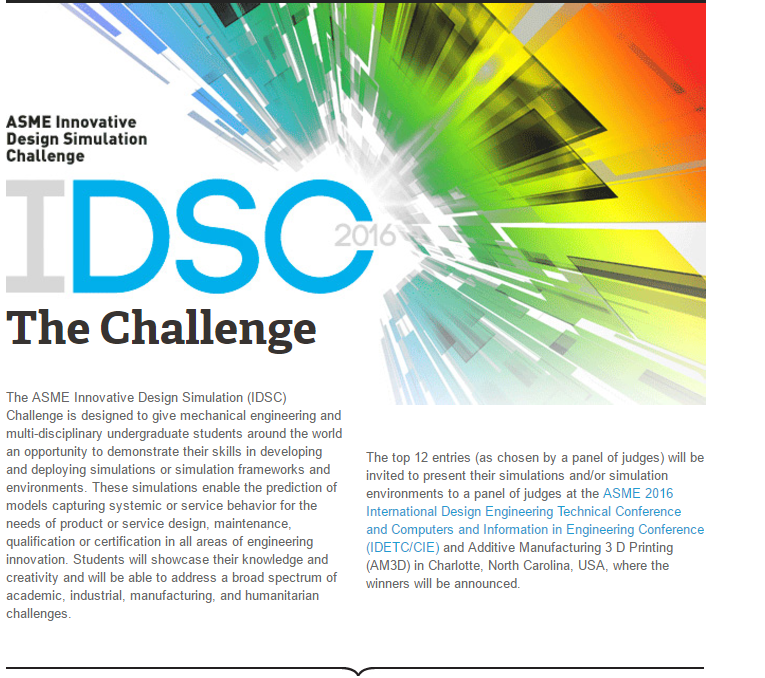 ASME Innovative
Design Simulation
Challenge
IDSC
2016
The Challenge
The ASME Innovative Design Simulation (IDSC)
Challenge is designed to give mechanical engineering and
multi-disciplinary undergraduate students around the world
an opportunity to demonstrate their skills in developing
and deploying simulations or simulation frameworks and
environments. These simulations enable the prediction of
models capturing systemic or service behavior for the
needs of product or service design, maintenance,
qualification or certification in all areas of engineering
innovation. Students will showcase their knowledge and
creativity and will be able to address a broad spectrum of
academic, industrial, manufacturing, and humanitarian
challenges.
The top 12 entries (as chosen by a panel of judges) will be
invited to present their simulations and/or simulation
environments to a panel of judges at the ASME 2016
International Design Engineering Technical Conference
and Computers and Information in Engineering Conference
(IDETC/CIE) and Additive Manufacturing 3 D Printing
(AM3D) in Charlotte, North Carolina, USA, where the
winners will be announced.